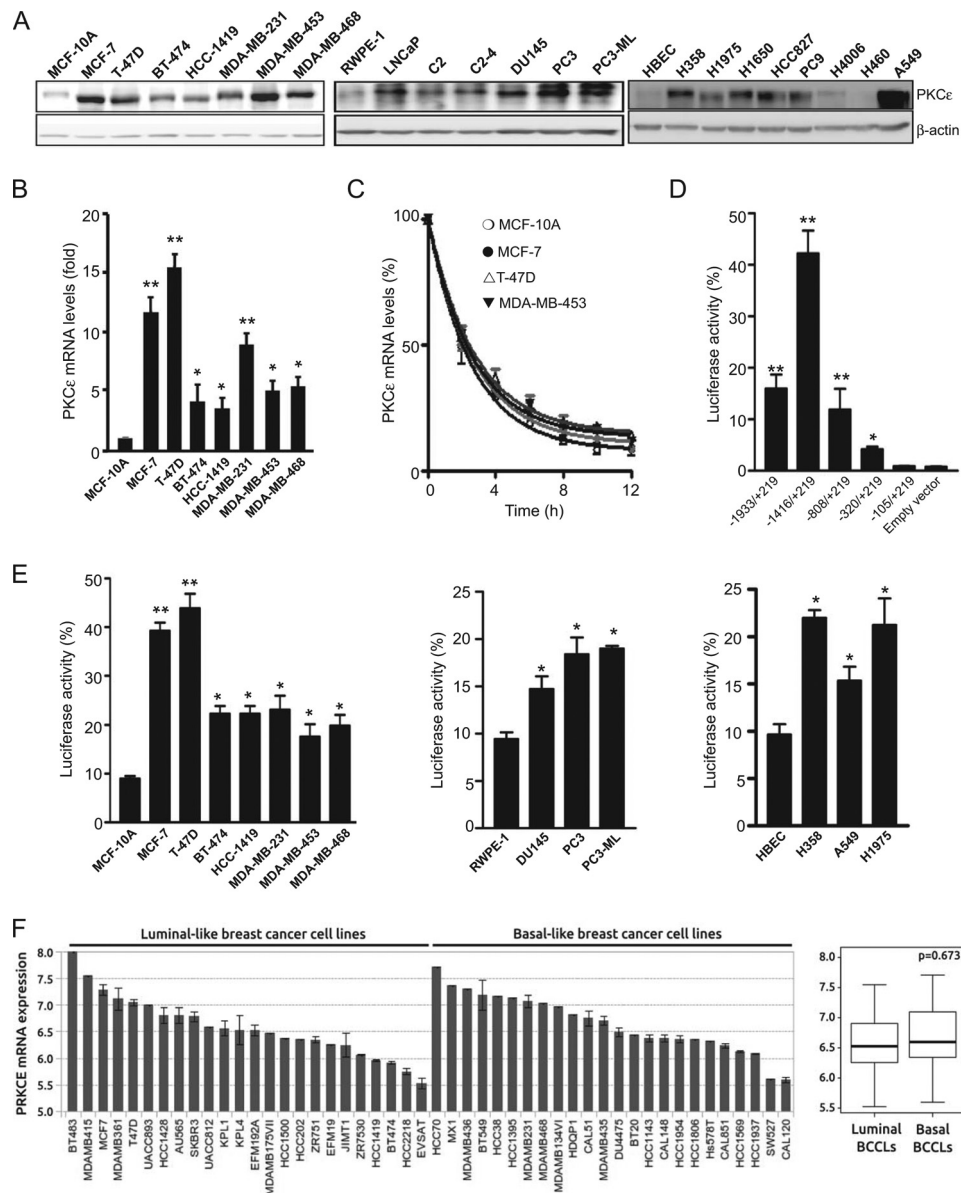 A
MCF-10A
MCF-7
T-47D
BT-474
HCC-1419
MDA-MB-231
MDA-MB-453
MDA-MB-468
RWPE-1
LNCaP
C2
C2-4
DU145
PC3
PC3-ML
HBEC
H358
H1975
H1650
HCC827
PC9
H4006
H460
A549
PKCε
β-actin
B
PKCε mRNA levels (fold)
20
15
10
5
0
**
**
*
*
**
*
*
MCF-10A
MCF-7
T-47D
BT-474
HCC-1419
MDA-MB-231
MDA-MB-453
MDA-MB-468
C
PKCε mRNA levels (%)
100
50
0
MCF-10A
MCF-7
T-47D
MDA-MB-453
0
4
8
12
Time (h)
D
Luciferase activity (%)
50
40
30
20
10
0
**
**
**
*
-1933/+219
-1416/+219
-808/+219
-320/+219
-105/+219
Empty vector
E
Luciferase activity (%)
50
40
30
20
10
0
**
**
*
*
*
*
*
MCF-10A
MCF-7
T-47D
BT-474
HCC-1419
MDA-MB-231
MDA-MB-453
MDA-MB-468
Luciferase activity (%)
25
20
15
10
5
0
*
*
*
RWPE-1
DU145
PC3
PC3-ML
Luciferase activity (%)
25
20
15
10
5
0
*
*
*
HBEC
H358
A549
H1975
F
Luminal-like breast cancer cell lines
Basal-like breast cancer cell lines
PRKCE mRNA expression
8.0
7.5
7.0
6.5
6.0
5.5
5.0
BT483
MDAMB415
MCF7
MDAMB361
T47D
UACC893
HCC1428
AU565
SKBR3
UACC812
KPL1
KPL4
EFM192A
MDAMB175VII
HCC1500
HCC202
ZR751
EFM19
JIMT1
ZR7530
HCC1419
BT474
HCC2218
EVSAT
HCC70
MX1
MDAMB436
BT549
HCC38
HCC1395
MDAMB231
MDAMB468
MDAMB134VI
HDQIP1
CAL51
MDAMB435
DU4475
BT20
HCC1143
CAL148
HCC1954
HCC1806
Hs578T
CAL851
HCC1569
HCC1937
SW527
CAL120
p=0.673
8.0
7.5
7.0
6.5
6.0
5.5
Luminal BCCLs
Basal BCCLs